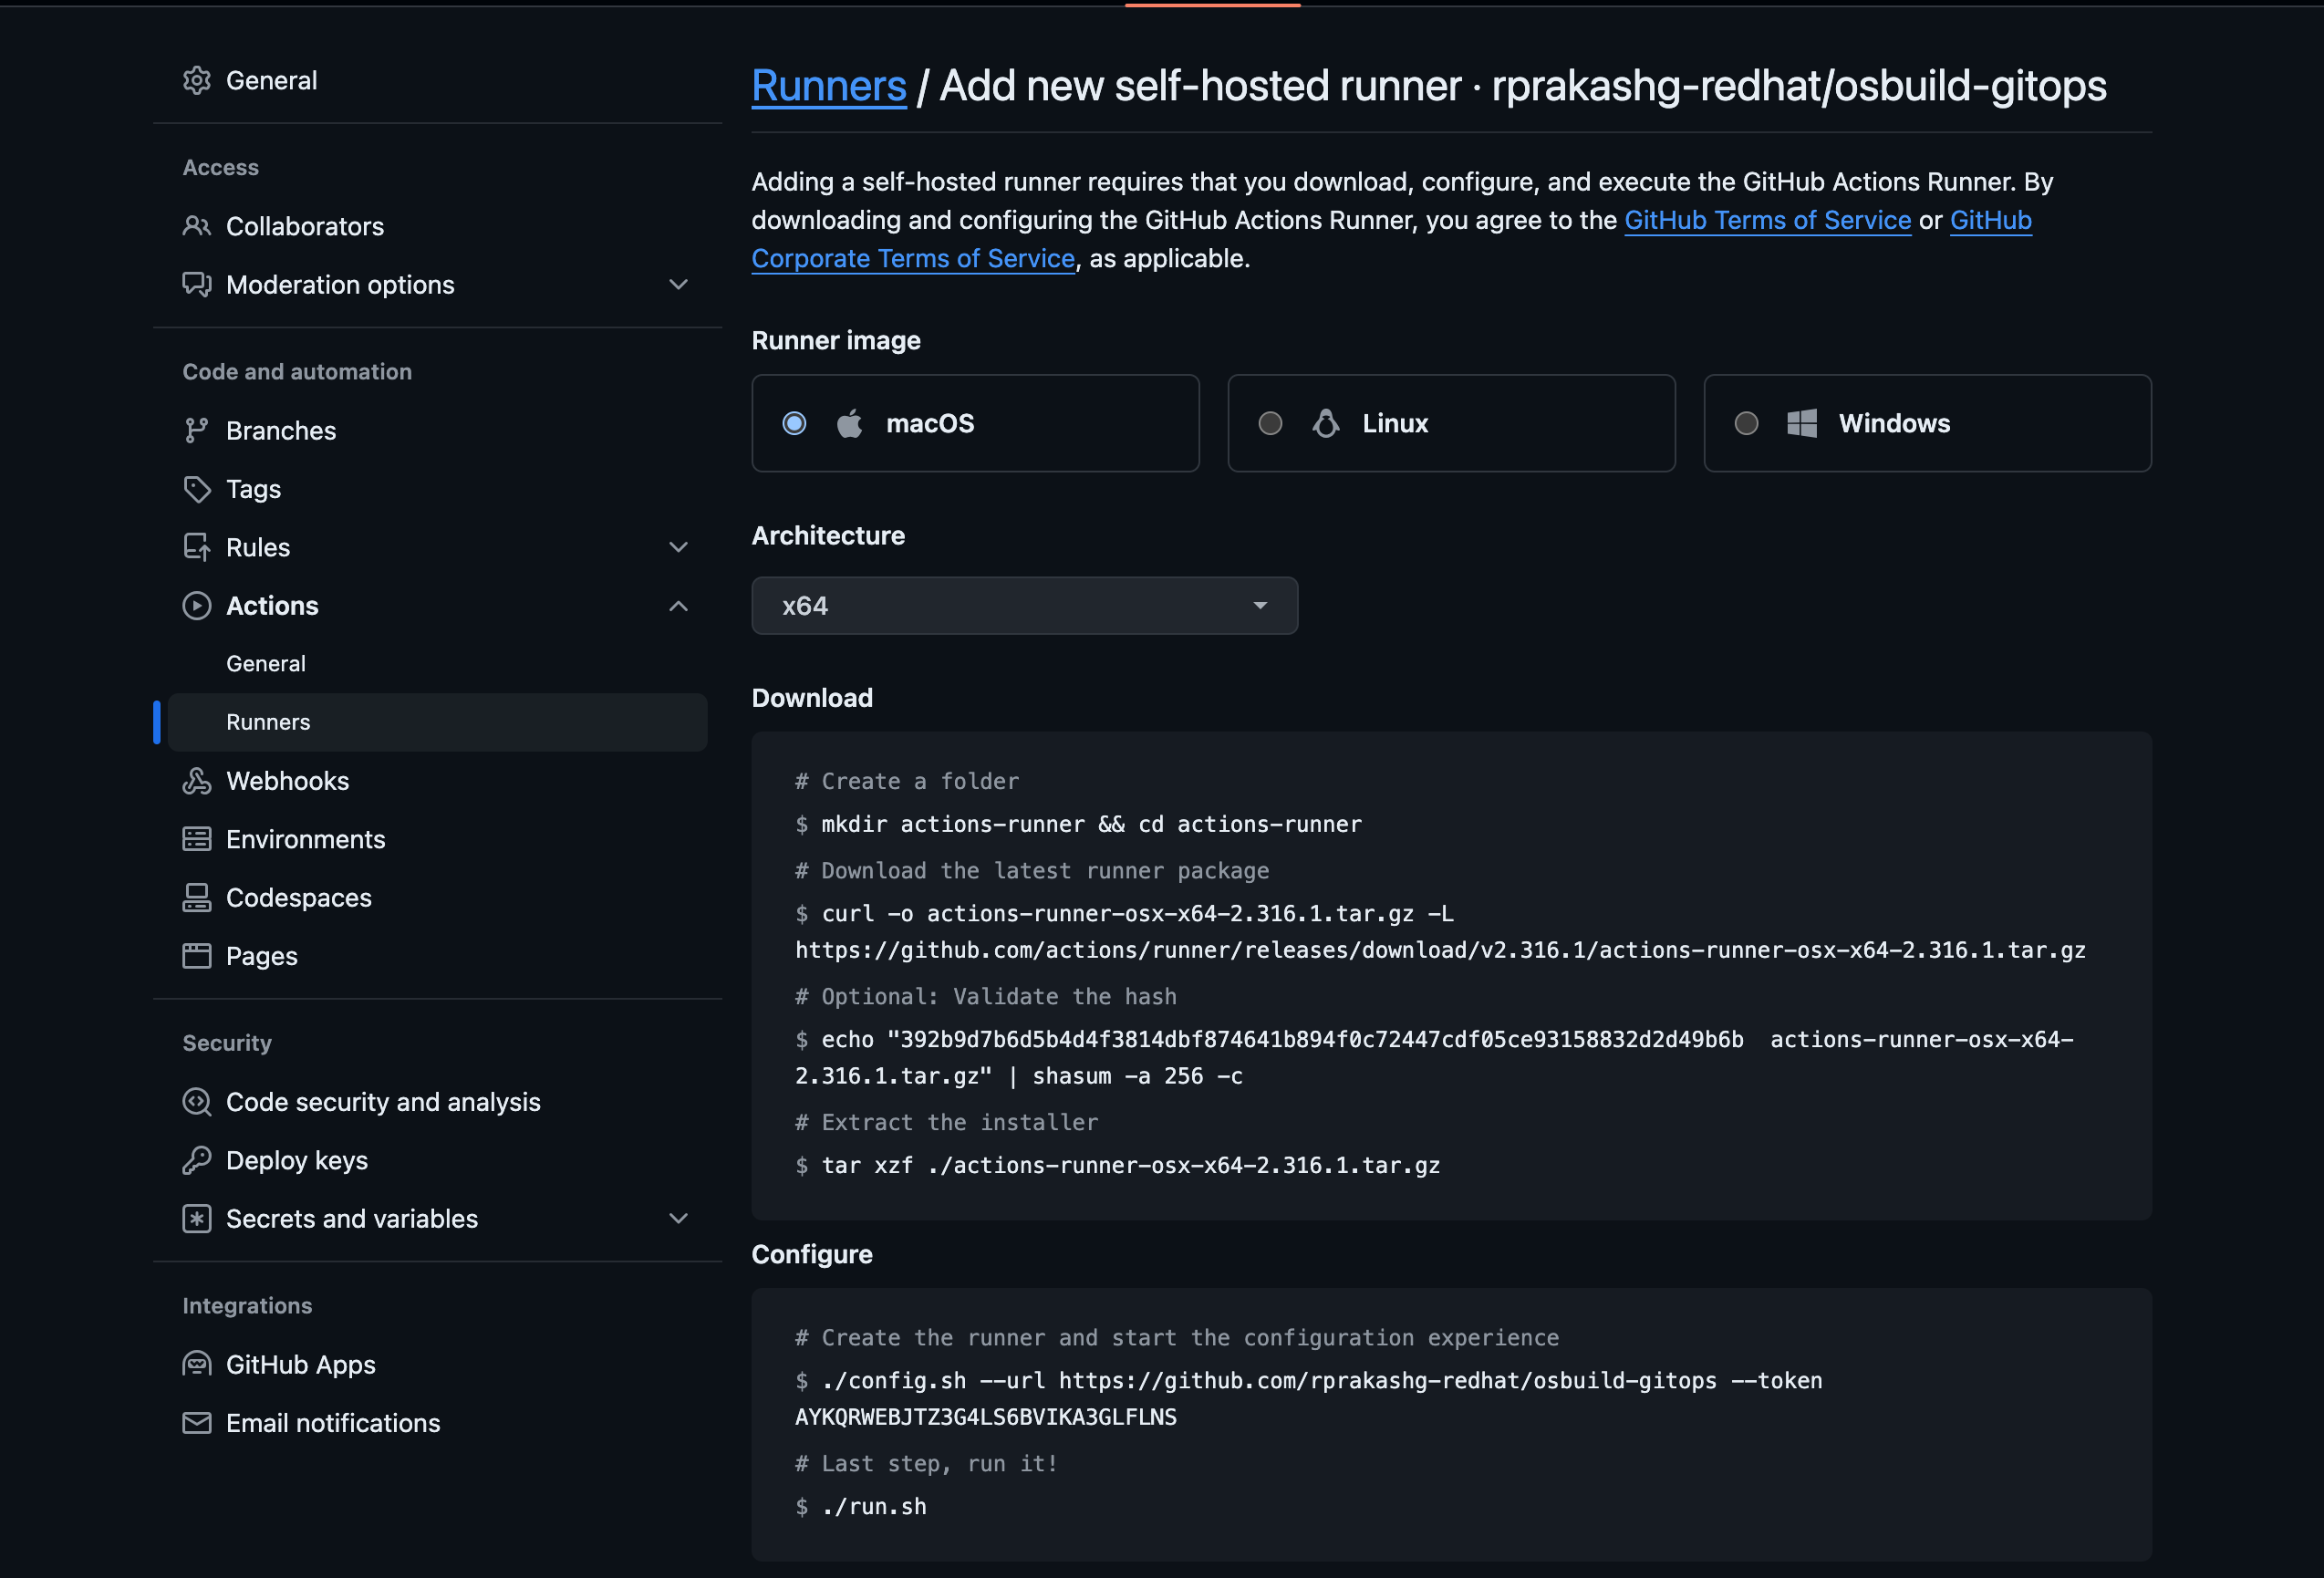 General
Access
Collaborators
Moderation options
Code and automation
Branches
Tags
Rules
Actions
General
Runners
Webhooks
Environments
Codespaces
Pages
Security
Code security and analysis
Deploy keys
Secrets and variables
Integrations
GitHub Apps
Email notifications
Runners / Add new self-hosted runner · rprakashg-redhat/osbuild-gitops
Adding a self-hosted runner requires that you download, configure, and execute the GitHub Actions Runner. By
downloading and configuring the GitHub Actions Runner, you agree to the GitHub Terms of Service or GitHub
Corporate Terms of Service, as applicable.
Runner image
macOS
Linux
Windows
Architecture
x64
Download
# Create a folder
$ mkdir actions-runner && cd actions-runner
# Download the latest runner package
$ curl -o actions-runner-osx-x64-2.316.1.tar.gz -L
https://github.com/actions/runner/releases/download/v2.316.1/actions-runner-osx-x64-2.316.1.tar.gz
# Optional: Validate the hash
$ echo "392b9d7b6d5b4d4f3814dbf874641b894f0c72447cdf05ce93158832d2d49b6b  actions-runner-osx-x64-
2.316.1.tar.gz" | shasum -a 256 -c
# Extract the installer
$ tar xzf ./actions-runner-osx-x64-2.316.1.tar.gz
Configure
# Create the runner and start the configuration experience
$ ./config.sh --url https://github.com/rprakashg-redhat/osbuild-gitops --token
AYKQRWEBJTZ3G4LS6BVIKA3GLFLNS
# Last step, run it!
$ ./run.sh